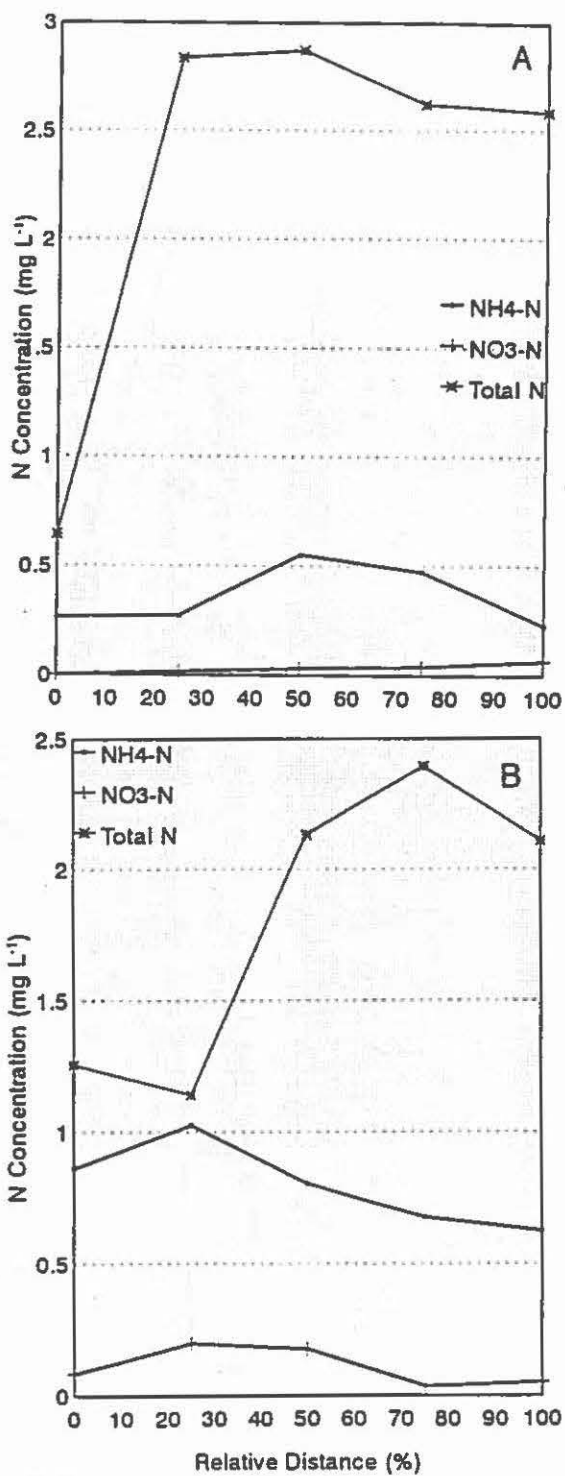 3
A
2.5
2
NH4-N
NO3-N
Total N
.5
1
0.5
0
N Concentration (mg L-1)
0 10 20 30 40 50 60 70 80 90 100
2.5
B
NH4-N
NO3-N
Total N
2
1.5
1
0.5
0
N Concentration (mg L-1)
0 10 20 30 40 50 60 70 80 90 100
Relative Distance (%)